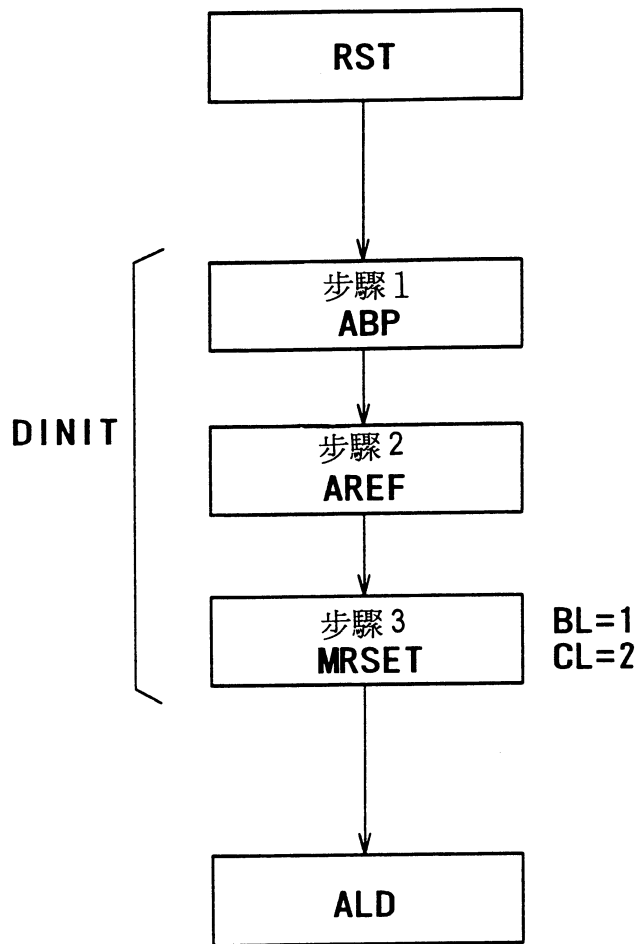 RST
步驟1
ABP
DINIT
步驟2
AREF
步驟3
MRSET
BL=1
CL=2
ALD